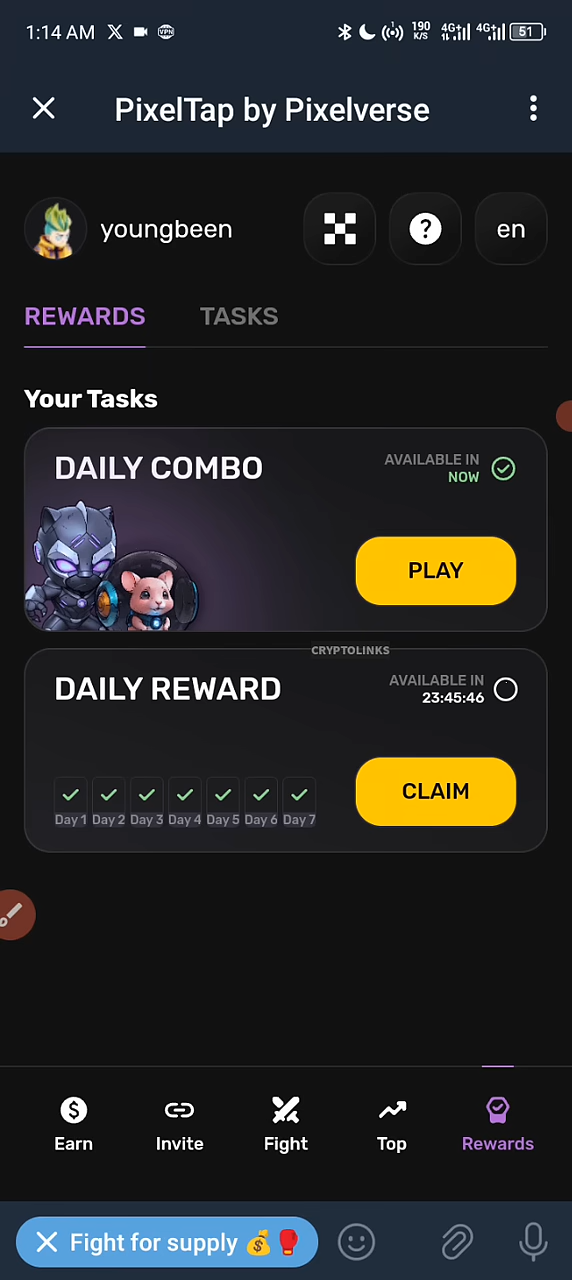 1:14 AM X VPN 190 K/S 4G+ 4G+ 51
PixelTap by Pixelverse
youngbeen
en
REWARDS TASKS
Your Tasks
DAILY COMBO
AVAILABLE IN
NOW
PLAY
CRYPTOLINKS
DAILY REWARD
AVAILABLE IN
23:45:46
CLAIM
Day 1 Day 2 Day 3 Day 4 Day 5 Day 6 Day 7
Earn Invite Fight Top Rewards
Fight for supply 💰🥊